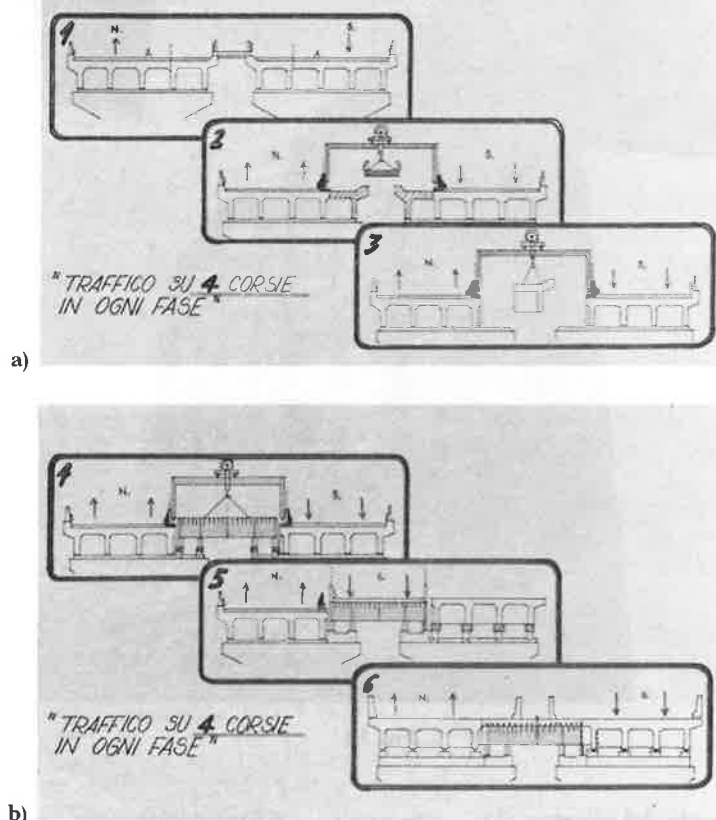 1
N.
S.
2
N.
S.
3
N.
S.
" TRAFFICO SU 4 CORSIE
IN OGNI FASE "
a)
4
N.
S.
5
N.
S.
6
N.
S.
" TRAFFICO SU 4 CORSIE
IN OGNI FASE "
b)